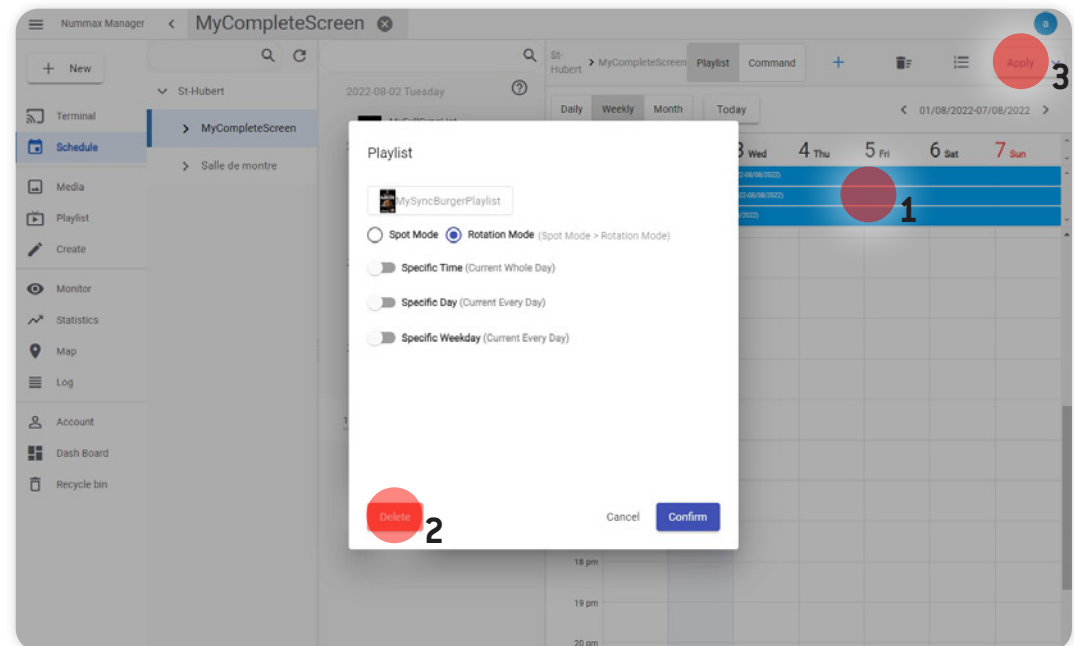 Nummax Manager
MyCompleteScreen
a
+ New
Terminal
Schedule
Media
Playlist
Create
Monitor
Statistics
Map
Log
Account
Dash Board
Recycle bin
St-Hubert
MyCompleteScreen
Salle de montre
2022-08-02 Tuesday
St-Hubert > MyCompleteScreen
Playlist
Command
+
Apply
3
Daily
Weekly
Month
Today
01/08/2022-07/08/2022
3 Wed
4 Thu
5 Fri
6 Sat
7 Sun
1
Playlist
MySyncBurgerPlaylist
Spot Mode
Rotation Mode (Spot Mode > Rotation Mode)
Specific Time (Current Whole Day)
Specific Day (Current Every Day)
Specific Weekday (Current Every Day)
Delete
2
Cancel
Confirm
18 pm
19 pm
20 pm